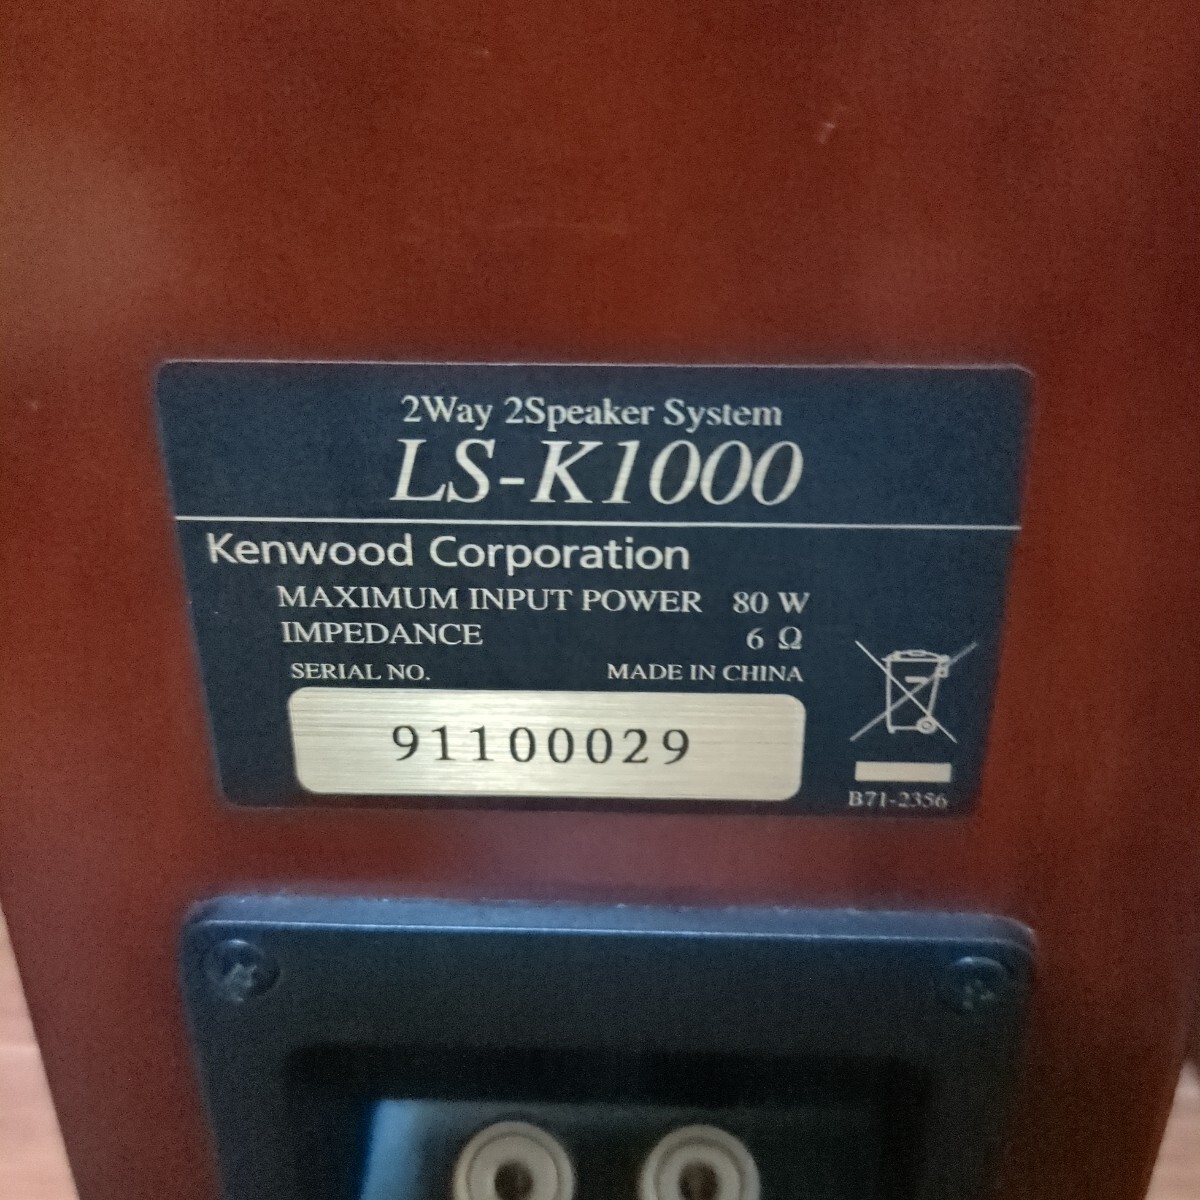 2Way 2Speaker System
LS-K1000
Kenwood Corporation
MAXIMUM INPUT POWER 80 W
IMPEDANCE 6 Ω
SERIAL NO. MADE IN CHINA
91100029
B71-2356